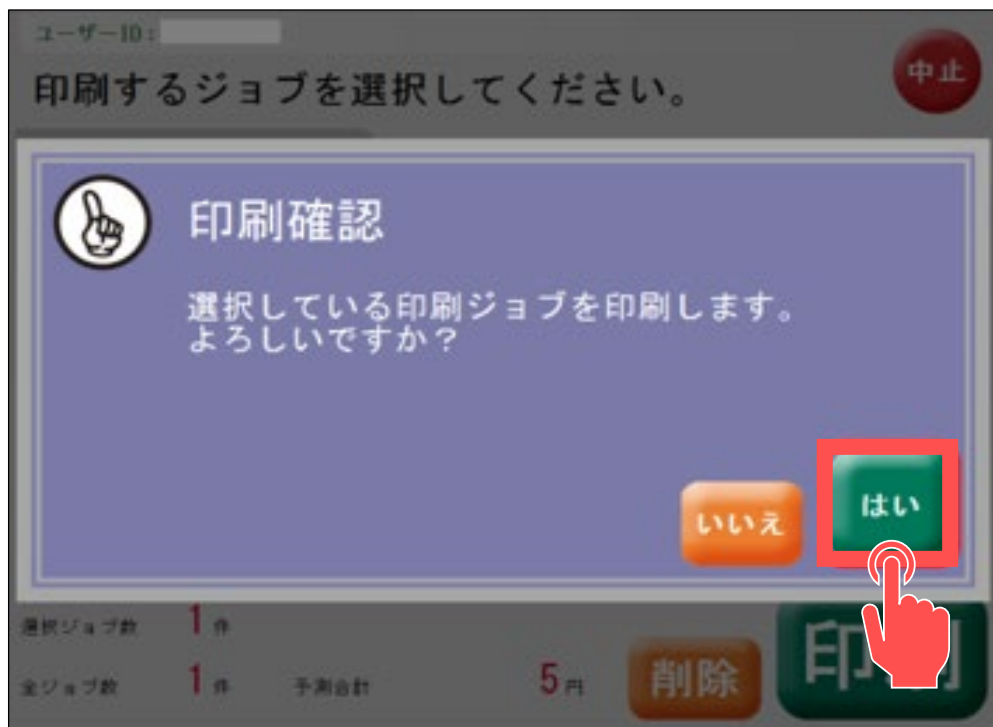 ユーザーID:
印刷するジョブを選択してください。
中止
印刷確認
選択している印刷ジョブを印刷します。
よろしいですか?
いいえ
はい
選択ジョブ数 1 件
全ジョブ数 1 件 予測合計 5 円
削除
印刷